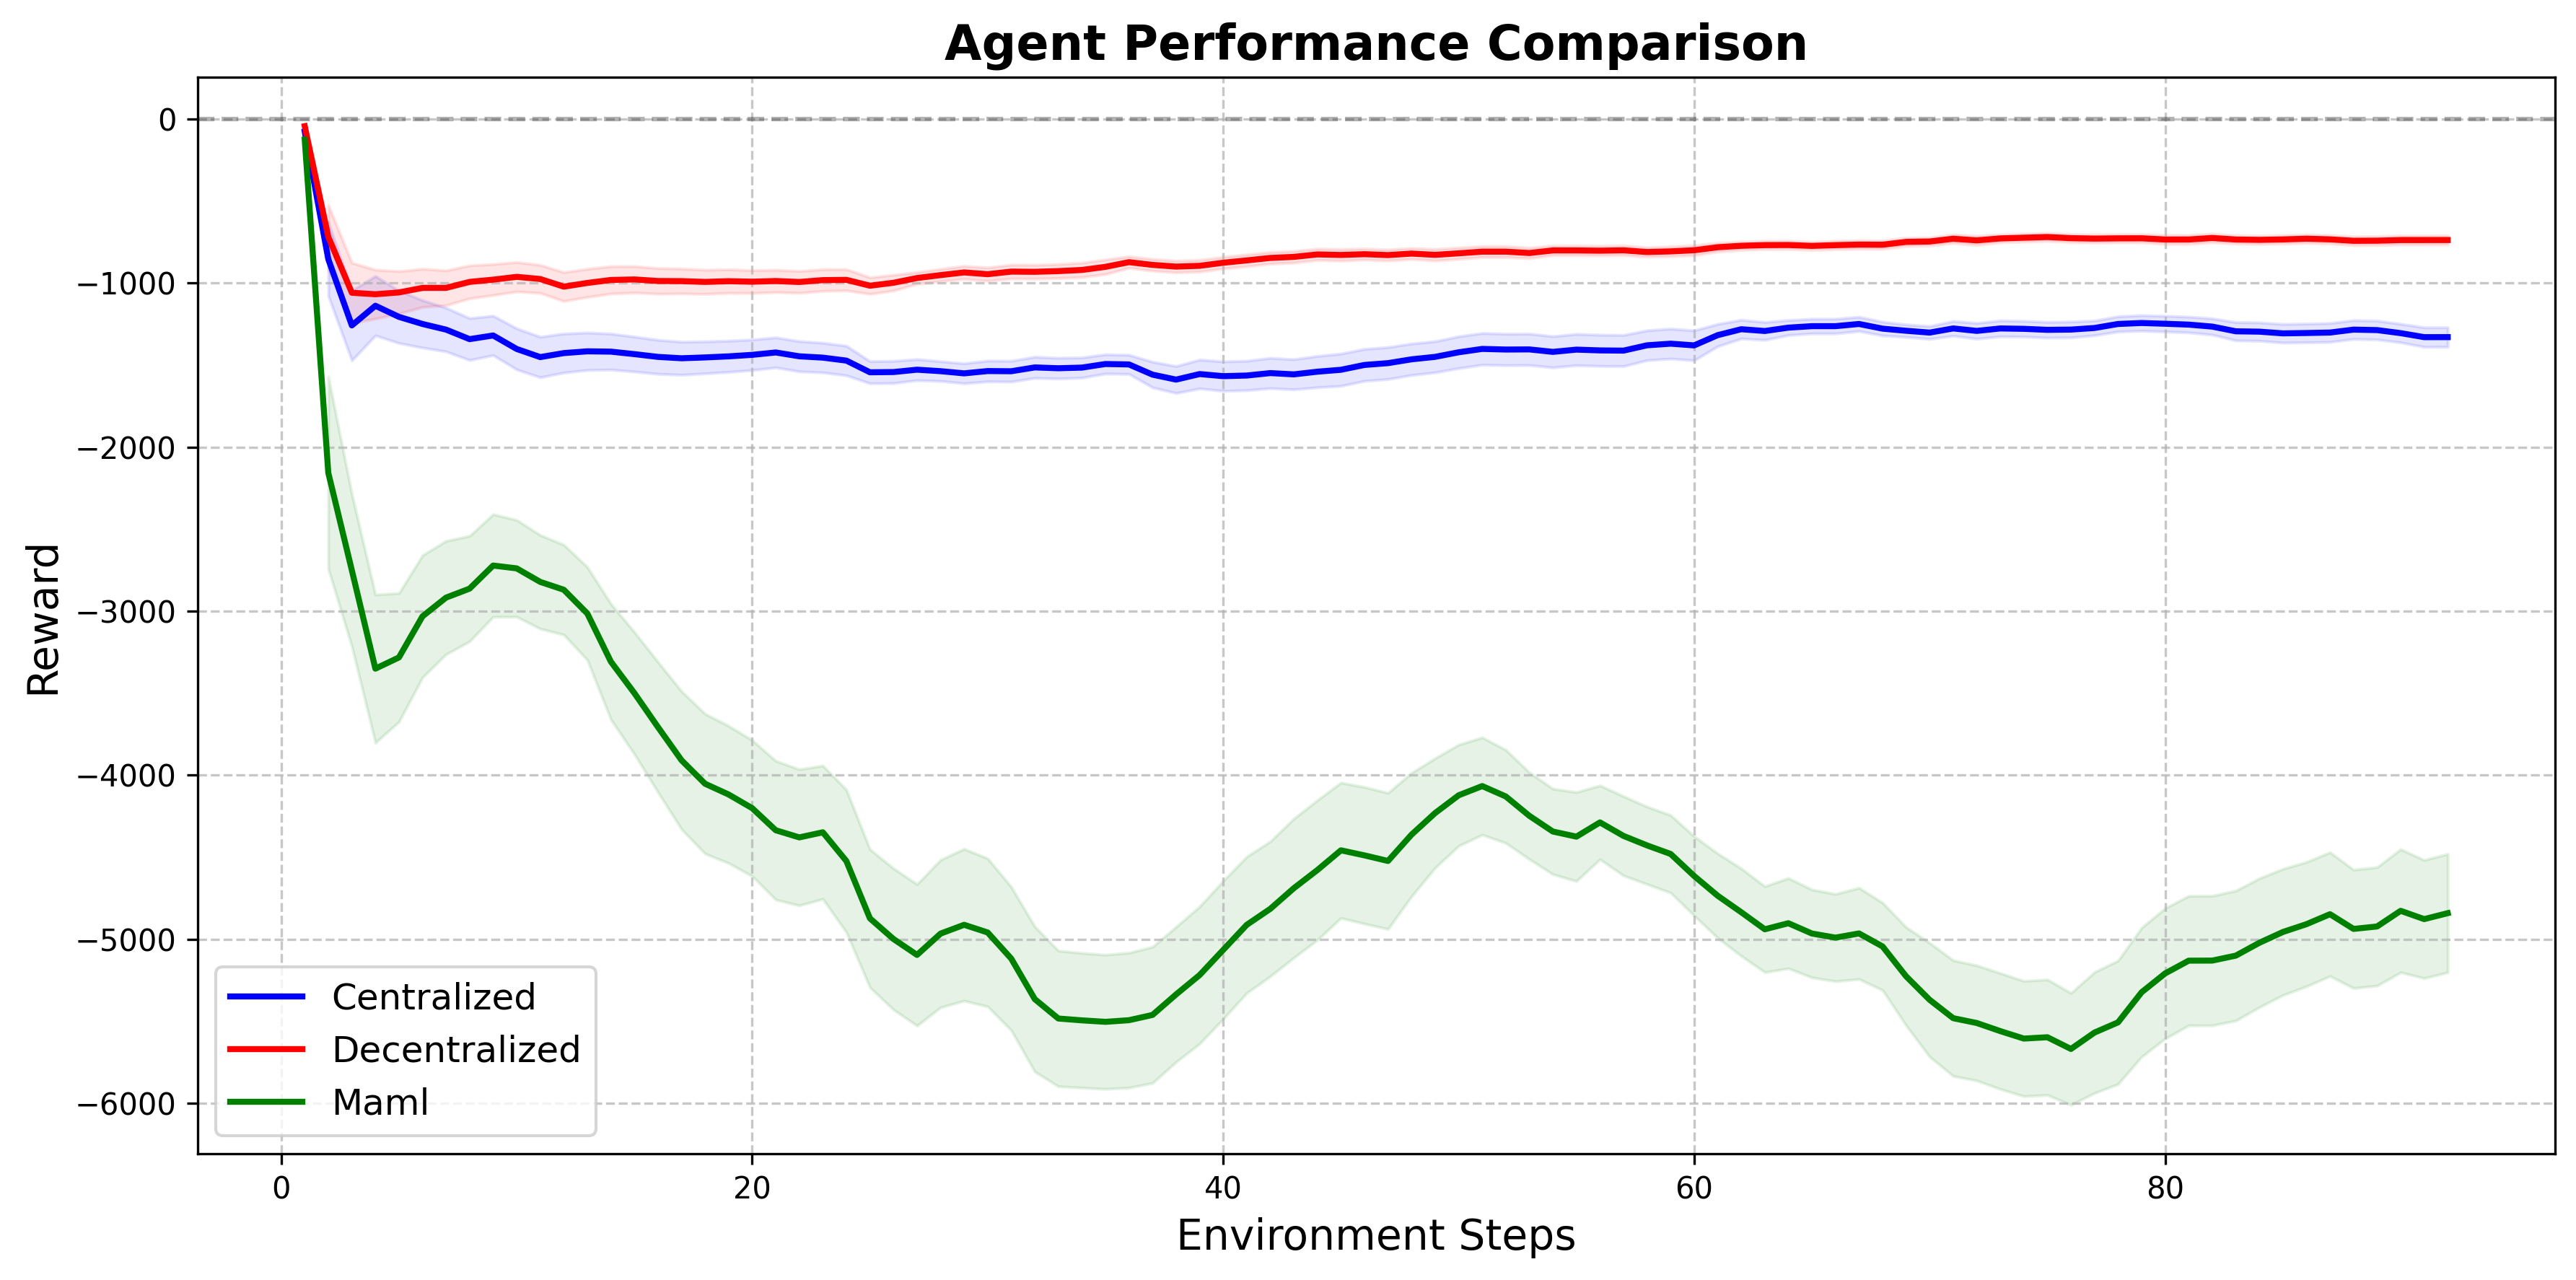 Agent Performance Comparison
Reward
0
−1000
−2000
−3000
−4000
−5000
−6000
Centralized
Decentralized
Maml
0
20
40
60
80
Environment Steps